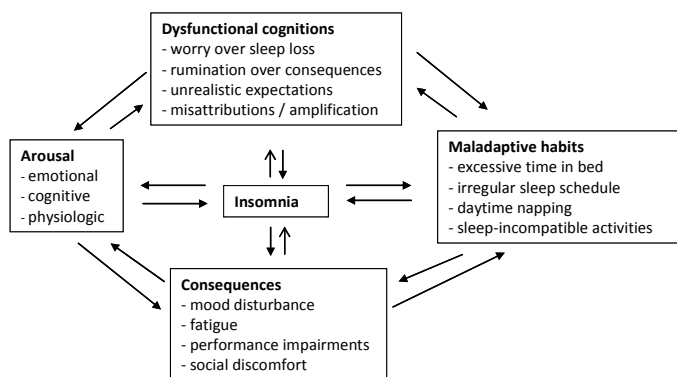 Dysfunctional cognitions
- worry over sleep loss
- rumination over consequences
- unrealistic expectations
- misattributions / amplification
Arousal
- emotional
- cognitive
- physiologic
Insomnia
Maladaptive habits
- excessive time in bed
- irregular sleep schedule
- daytime napping
- sleep-incompatible activities
Consequences
- mood disturbance
- fatigue
- performance impairments
- social discomfort